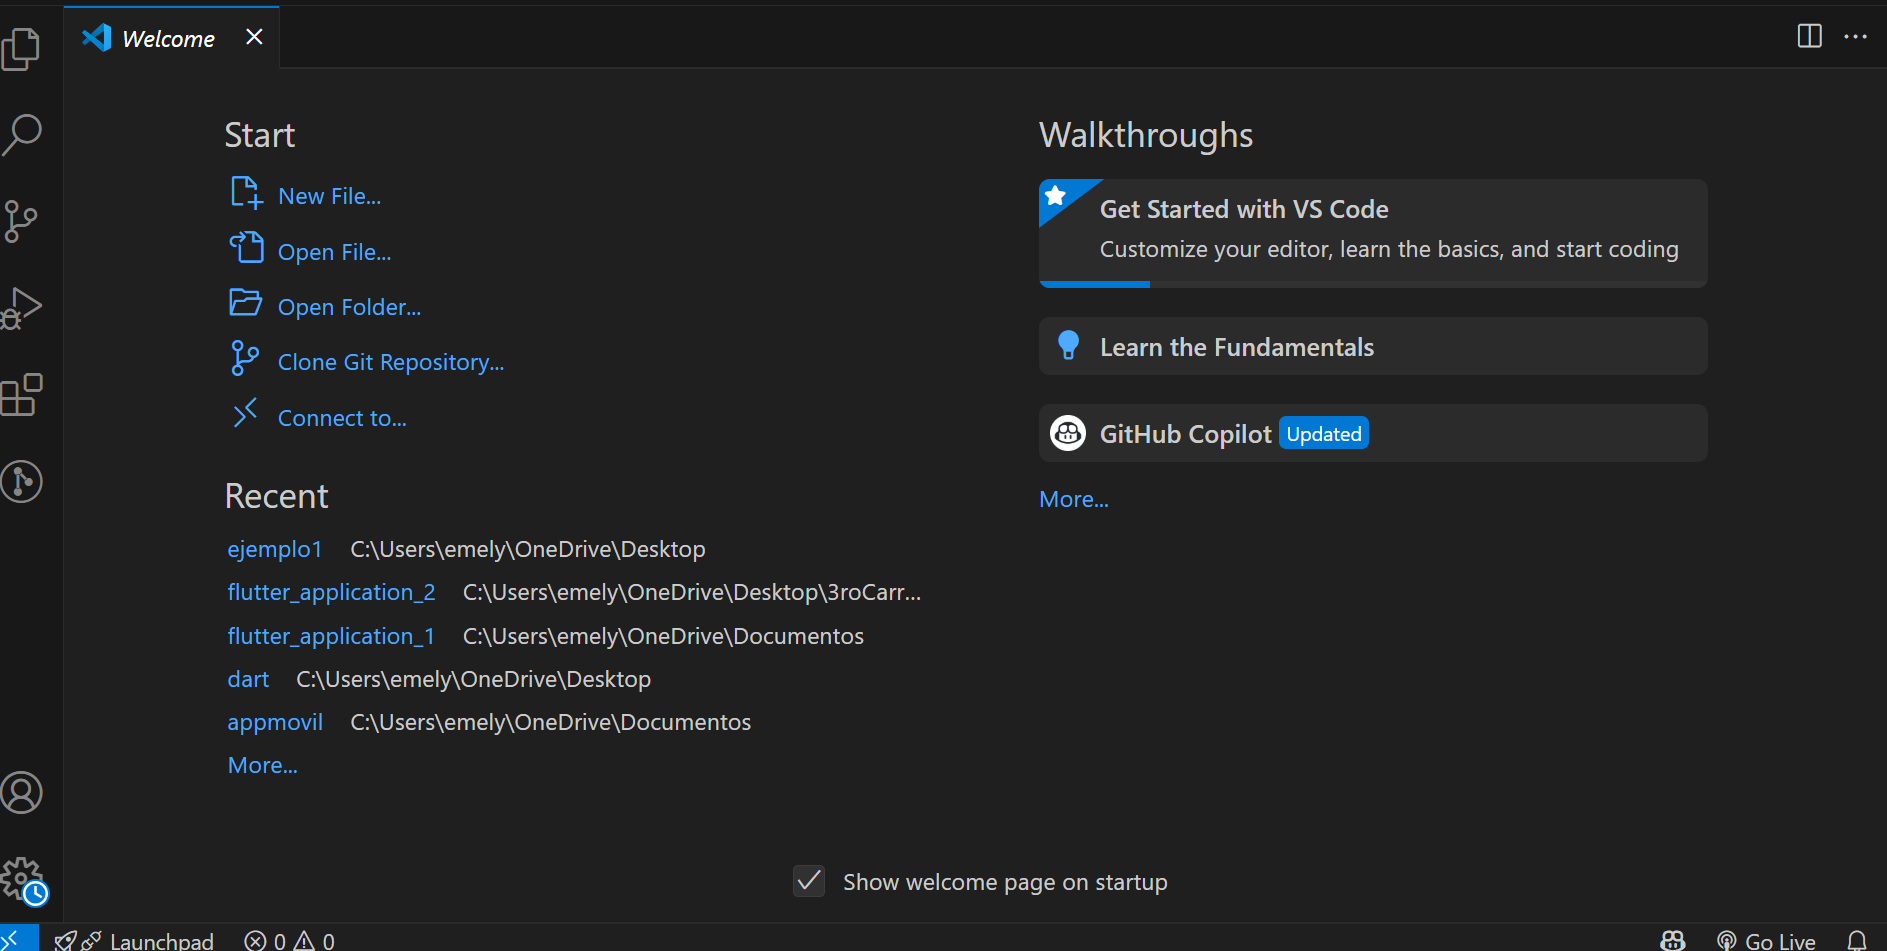 Welcome
Start
New File...
Open File...
Open Folder...
Clone Git Repository...
Connect to...
Recent
ejemplo1 C:\Users\emely\OneDrive\Desktop
flutter_application_2 C:\Users\emely\OneDrive\Desktop\3roCarr...
flutter_application_1 C:\Users\emely\OneDrive\Documentos
dart C:\Users\emely\OneDrive\Desktop
appmovil C:\Users\emely\OneDrive\Documentos
More...
Walkthroughs
Get Started with VS Code
Customize your editor, learn the basics, and start coding
Learn the Fundamentals
GitHub Copilot Updated
More...
Show welcome page on startup
Launchpad 0 0 Go Live